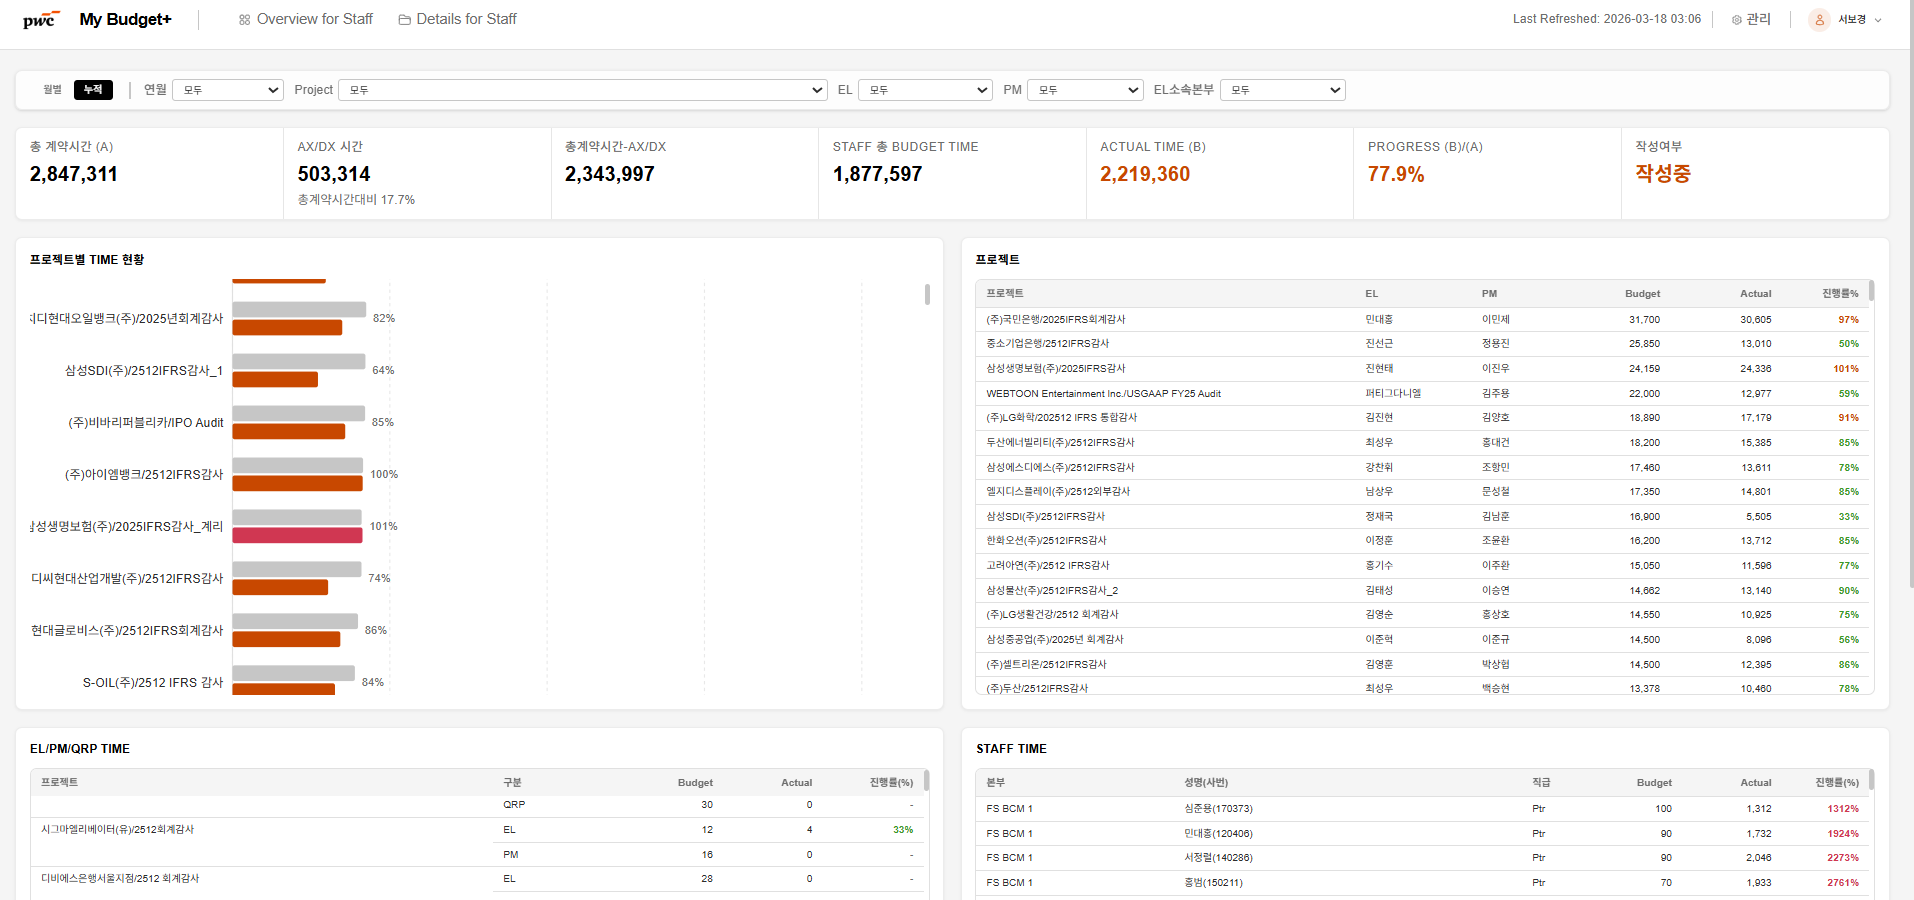 pwc My Budget+ Overview for Staff Details for Staff Last Refreshed: 2026-03-18 03:06 관리 서보경
월별 누적 연월 모두 Project 모두 EL 모두 PM 모두 EL소속본부 모두
총 계약시간 (A)
2,847,311
AX/DX 시간
503,314
총계약시간대비 17.7%
총계약시간-AX/DX
2,343,997
STAFF 총 BUDGET TIME
1,877,597
ACTUAL TIME (B)
2,219,360
PROGRESS (B)/(A)
77.9%
작성여부
작성중
프로젝트별 TIME 현황
디현대오일뱅크(주)/2025년회계감사 82%
삼성SDI(주)/2512IFRS감사_1 64%
(주)비바리퍼블리카/IPO Audit 85%
(주)아이엠뱅크/2512IFRS감사 100%
성생명보험(주)/2025IFRS감사_계리 101%
디씨현대산업개발(주)/2512IFRS감사 74%
현대글로비스(주)/2512IFRS회계감사 86%
S-OIL(주)/2512 IFRS 감사 84%
프로젝트
프로젝트 EL PM Budget Actual 진행률%
(주)국민은행/2025IFRS회계감사 민대홍 이민제 31,700 30,605 97%
중소기업은행/2512IFRS감사 진선근 정용진 25,850 13,010 50%
삼성생명보험(주)/2025IFRS감사 진현태 이진우 24,159 24,336 101%
WEBTOON Entertainment Inc./USGAAP FY25 Audit 퍼티그다니엘 김주용 22,000 12,977 59%
(주)LG화학/202512 IFRS 통합감사 김진현 김양호 18,890 17,179 91%
두산에너빌리티(주)/2512IFRS감사 최성우 홍대건 18,200 15,385 85%
삼성에스디에스(주)/2512IFRS감사 강찬휘 조항민 17,460 13,611 78%
엘지디스플레이(주)/2512외부감사 남상우 문성철 17,350 14,801 85%
삼성SDI(주)/2512IFRS감사 정재국 김남훈 16,900 5,505 33%
한화오션(주)/2512IFRS감사 이정훈 조윤환 16,200 13,712 85%
고려아연(주)/2512 IFRS감사 홍기수 이주환 15,050 11,596 77%
삼성물산(주)/2512IFRS감사_2 김태성 이승연 14,662 13,140 90%
(주)LG생활건강/2512 회계감사 김영순 홍상호 14,550 10,925 75%
삼성중공업(주)/2025년 회계감사 이준혁 이준규 14,500 8,096 56%
(주)셀트리온/2512IFRS감사 김영훈 박상협 14,500 12,395 86%
(주)두산/2512IFRS감사 최성우 백승현 13,378 10,460 78%
EL/PM/QRP TIME
프로젝트 구분 Budget Actual 진행률(%)
QRP 30 0 -
시그마엘리베이터(유)/2512회계감사 EL 12 4 33%
PM 16 0 -
디비에스은행서울지점/2512 회계감사 EL 28 0 -
STAFF TIME
본부 성명(사번) 직급 Budget Actual 진행률(%)
FS BCM 1 심준용(170373) Ptr 100 1,312 1312%
FS BCM 1 민대홍(120406) Ptr 90 1,732 1924%
FS BCM 1 서정렬(140286) Ptr 90 2,046 2273%
FS BCM 1 홍범(150211) Ptr 70 1,933 2761%